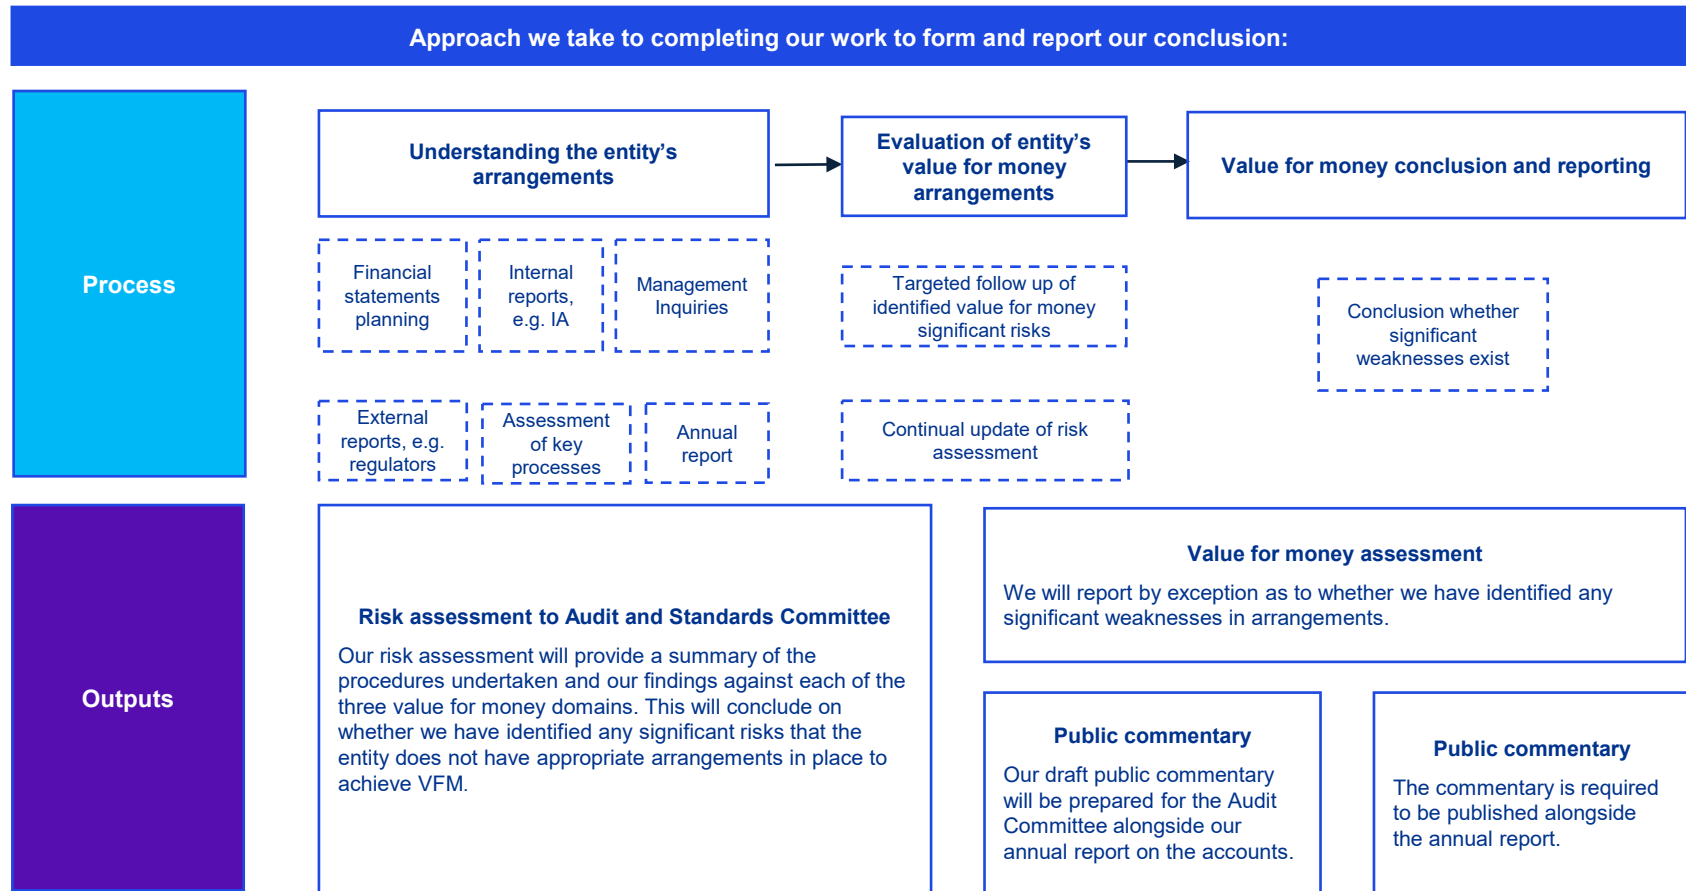 Approach we take to completing our work to form and report our conclusion:
Process
Understanding the entity’s
arrangements
Evaluation of entity’s
value for money
arrangements
Value for money conclusion and reporting
Financial
statements
planning
Internal
reports,
e.g. IA
Management
Inquiries
Targeted follow up of
identified value for money
significant risks
Conclusion whether
significant
weaknesses exist
External
reports, e.g.
regulators
Assessment
of key
processes
Annual
report
Continual update of risk
assessment
Outputs
Risk assessment to Audit and Standards Committee
Our risk assessment will provide a summary of the
procedures undertaken and our findings against each of the
three value for money domains. This will conclude on
whether we have identified any significant risks that the
entity does not have appropriate arrangements in place to
achieve VFM.
Value for money assessment
We will report by exception as to whether we have identified any
significant weaknesses in arrangements.
Public commentary
Our draft public commentary
will be prepared for the Audit
Committee alongside our
annual report on the accounts.
Public commentary
The commentary is required
to be published alongside
the annual report.